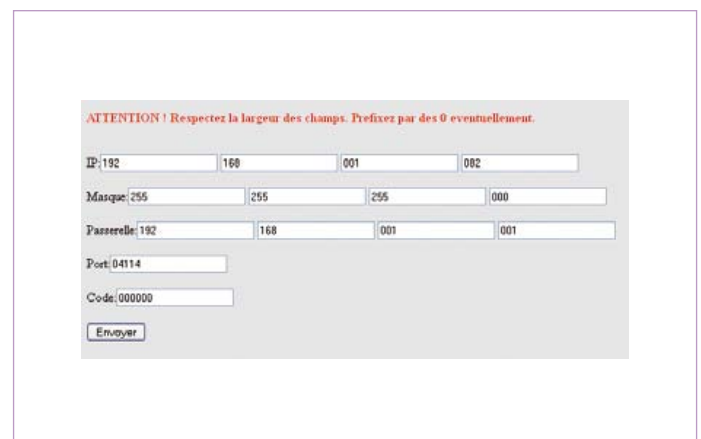 ATTENTION ! Respectez la largeur des champs. Prefixez par des 0 eventuellement.
IP: 192 168 001 082
Masque: 255 255 255 000
Passerelle: 192 168 001 001
Port: 04114
Code: 000000
Envoyer